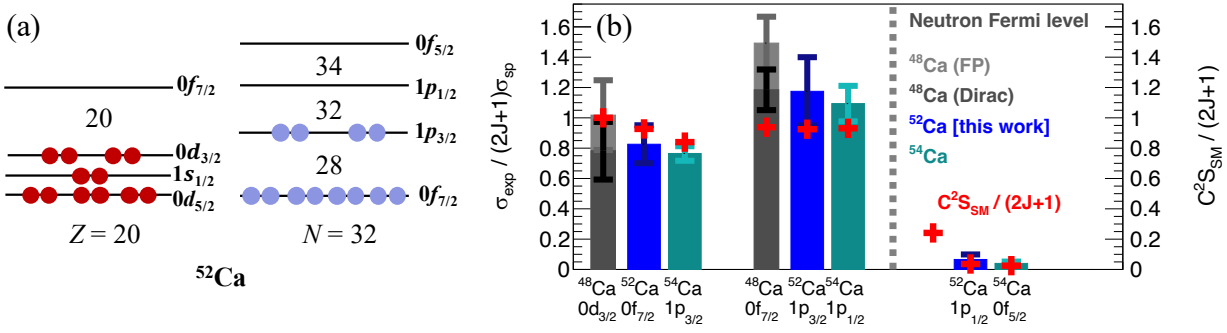 (a)
0f5/2
34
0f7/2
1p1/2
20
32
1p3/2
0d3/2
28
1s1/2
0d5/2
0f7/2
Z = 20
N = 32
⁵²Ca
(b)
σexp / (2J+1)σsp
1.6
1.4
1.2
1
0.8
0.6
0.4
0.2
0
Neutron Fermi level
⁴⁸Ca (FP)
⁴⁸Ca (Dirac)
⁵²Ca [this work]
⁵⁴Ca
C²SSM / (2J+1)
1.6
1.4
1.2
1
0.8
0.6
0.4
0.2
0
C²SSM / (2J+1)
⁴⁸Ca ⁵²Ca ⁵⁴Ca ⁴⁸Ca ⁵²Ca ⁵⁴Ca ⁵²Ca ⁵⁴Ca
0d3/2 0f7/2 1p3/2 0f7/2 1p3/2 1p1/2 1p1/2 0f5/2